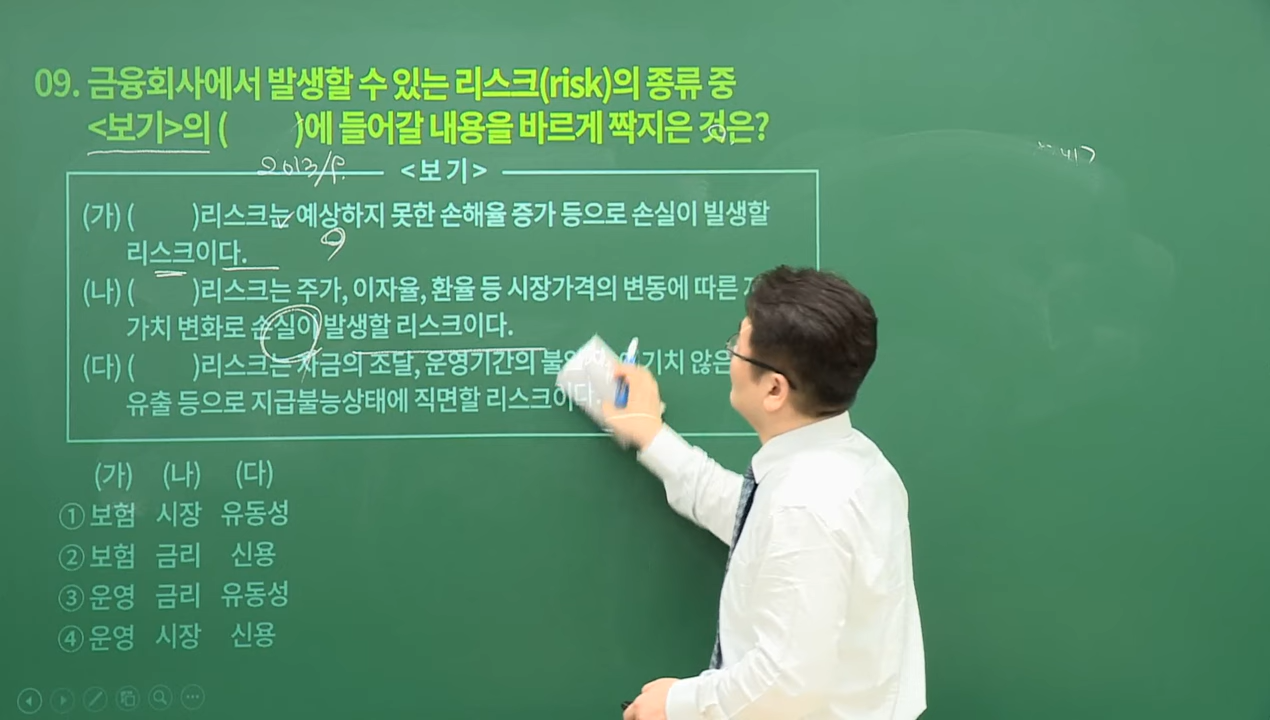 09. 금융회사에서 발생할 수 있는 리스크(risk)의 종류 중
<보기>의 ( )에 들어갈 내용을 바르게 짝지은 것은?
2013/
<보기>
(가) ( )리스크는 예상하지 못한 손해율 증가 등으로 손실이 빌생할
리스크이다.
9
(나) ( )리스크는 주가, 이자율, 환율 등 시장가격의 변동에 따른
가치 변화로 손실이 발생할 리스크이다.
(다) ( )리스크는 자금의 조달, 운영기간의 않은
유출 등으로 지급불능상태에 직면할 리스크이다.
(가) (나) (다)
① 보험 시장 유동성
② 보험 금리 신용
③ 운영 금리 유동성
④ 운영 시장 신용